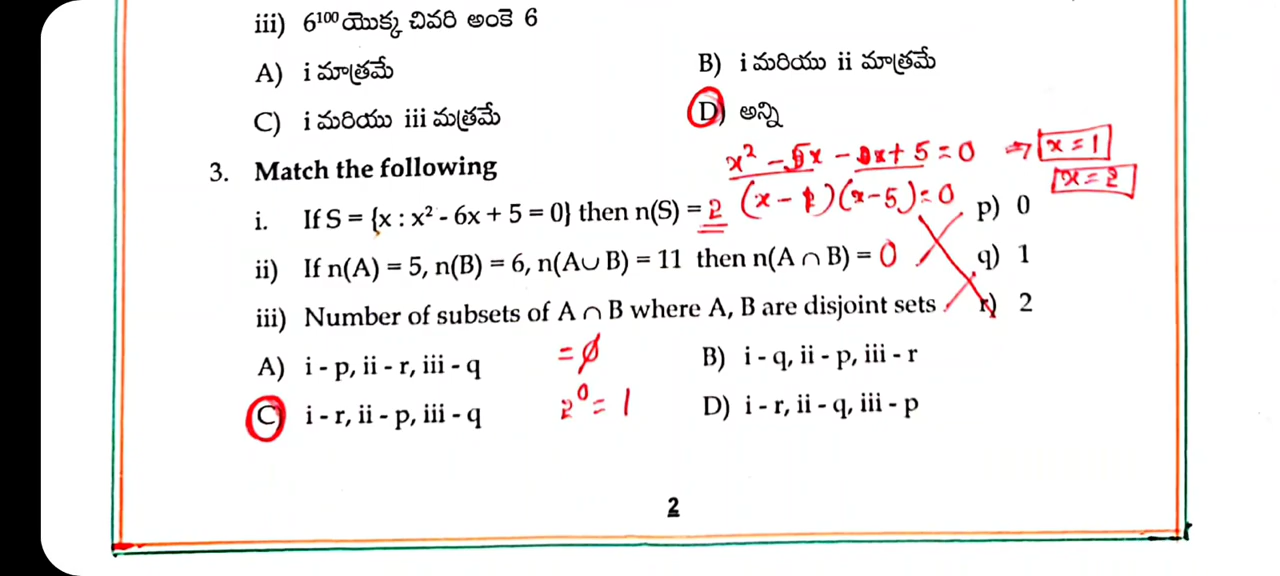 iii) 6¹⁰⁰ యొక్క చివరి అంకె 6
A) i మాత్రమే
B) i మరియు ii మాత్రమే
C) i మరియు iii మత్రమే
D) అన్ని
3. Match the following
x² - 5x - x + 5 = 0 ⇒ x = 1
x = 2
i. If S = {x : x² - 6x + 5 = 0} then n(S) = 2 (x - 1)(x - 5) = 0 p) 0
ii) If n(A) = 5, n(B) = 6, n(A∪B) = 11 then n(A ∩ B) = 0 q) 1
iii) Number of subsets of A ∩ B where A, B are disjoint sets r) 2
A) i - p, ii - r, iii - q = ∅
B) i - q, ii - p, iii - r
C) i - r, ii - p, iii - q 2⁰ = 1
D) i - r, ii - q, iii - p
2